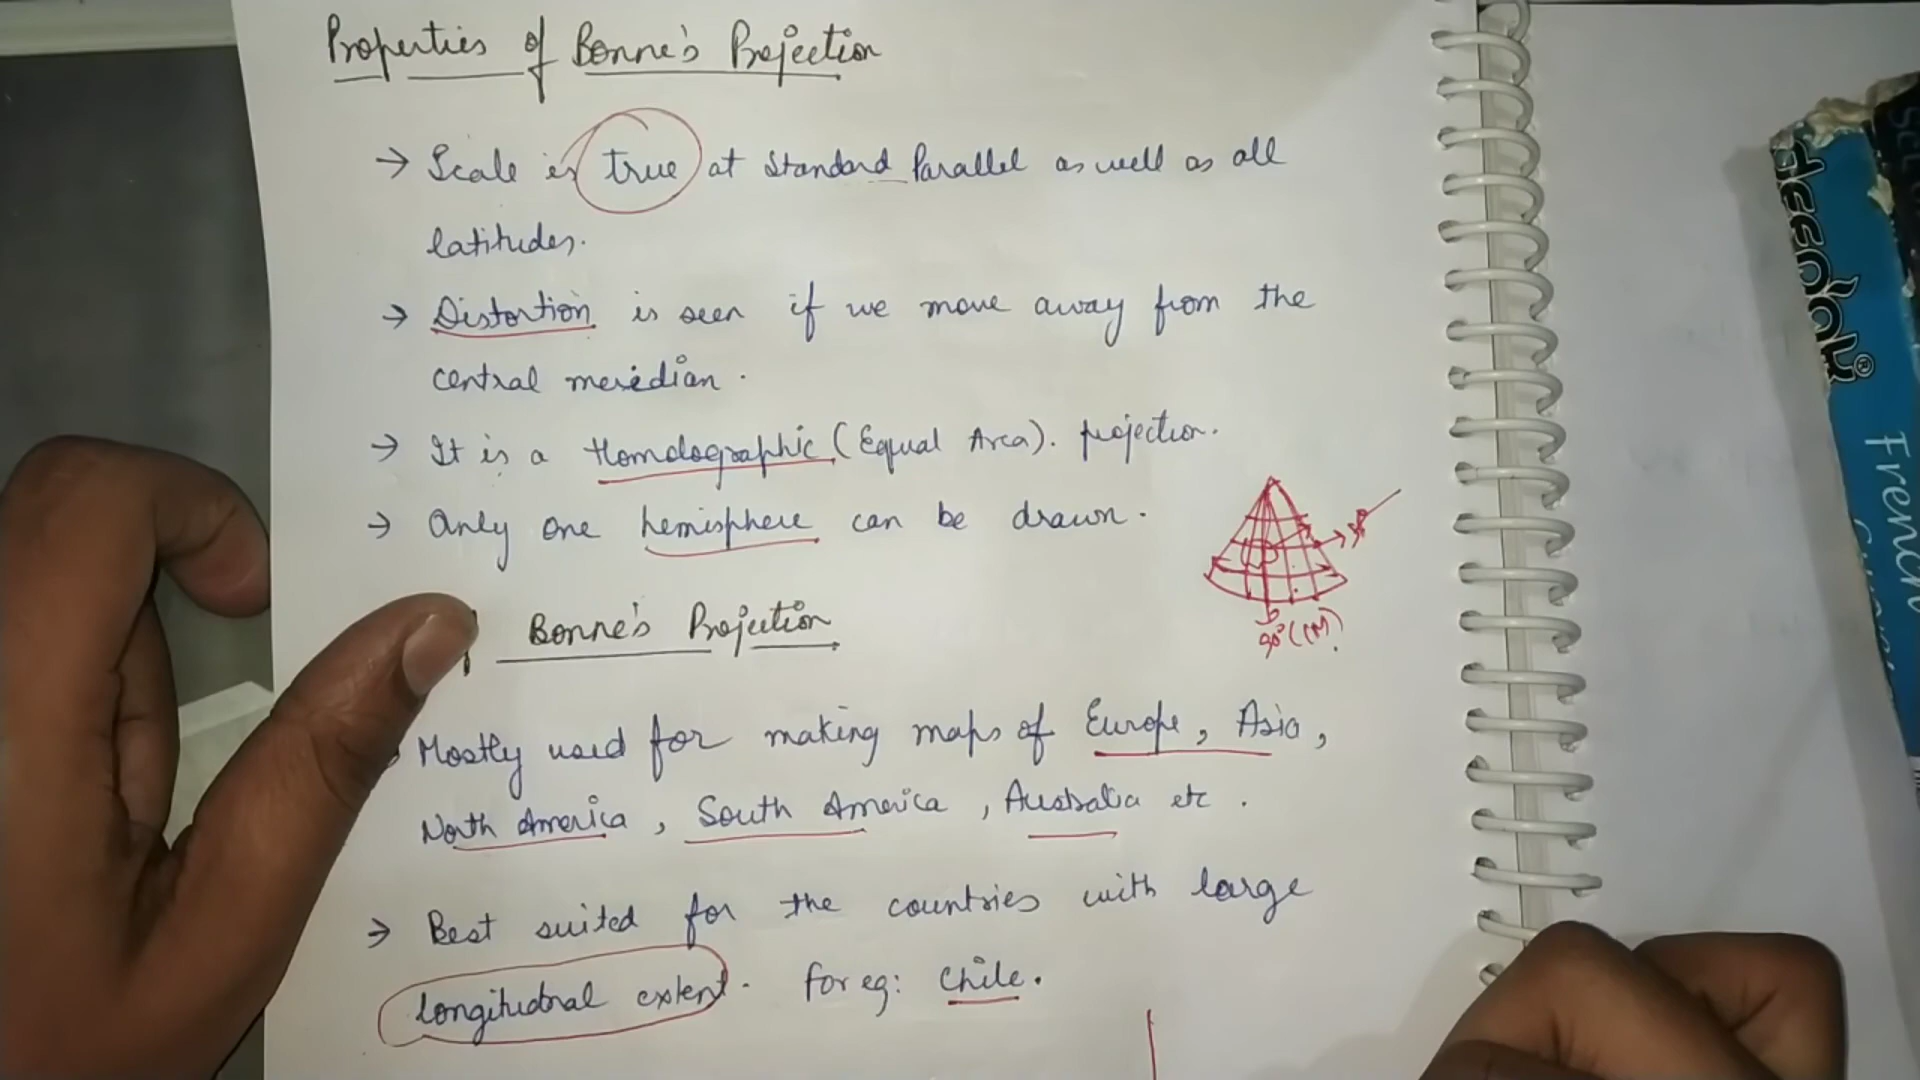 Properties of Bonne's Projection
→ Scale is true at Standard Parallel as well as all
latitudes.
→ Distortion is seen if we move away from the
central meridian.
→ It is a Homolographic (Equal Area). projection.
→ Only one hemisphere can be drawn.
90° (CM)
Bonne's Projection
Mostly used for making maps of Europe, Asia,
North America, South America, Australia etc.
→ Best suited for the countries with large
longitudnal extent. for eg: Chile.
French